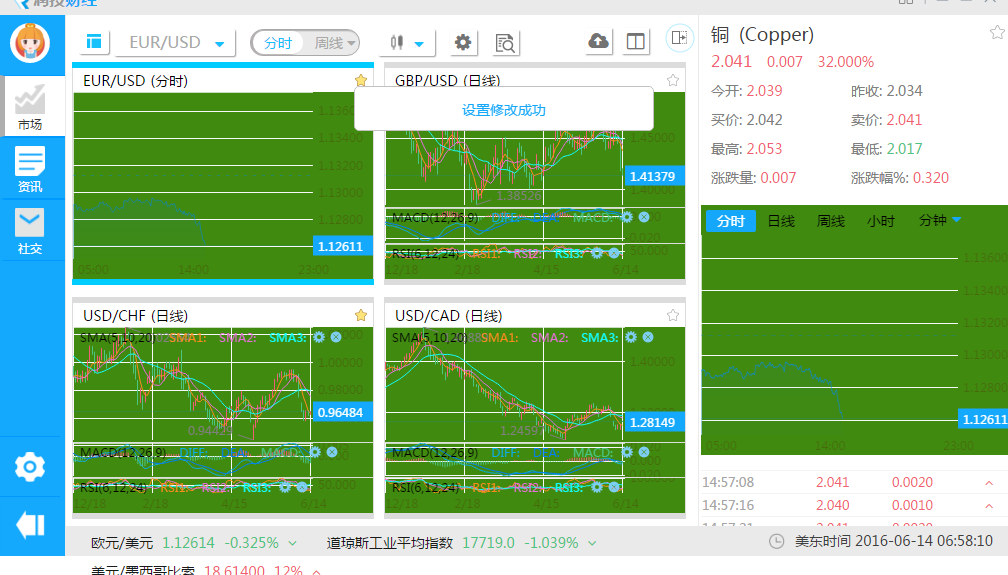 财经
EUR/USD
分时 周线
EUR/USD (分时)
1.13400
1.13200
1.13000
1.12800
1.12611
05:00 14:00 23:00
GBP/USD (日线)
设置修改成功
1.45000
1.41379
1.40000
1.38526
MACD(12,26,9) DIFF: DEA: MACD:
0.020
RSI(6,12,24) RSI1: RSI2: RSI3:
50.000
12/18 2/18 4/15 6/14
USD/CHF (日线)
SMA(5,10,20) SMA1: SMA2: SMA3:
1.00000
0.98000
0.96484
MACD(12,26,9) DIFF: DEA: MACD:
RSI(6,12,24) RSI1: RSI2: RSI3:
50.000
12/18 2/18 4/15 6/14
USD/CAD (日线)
SMA(5,10,20) SMA1: SMA2: SMA3:
1.40000
1.28149
MACD(12,26,9) DIFF: DEA: MACD:
RSI(6,12,24) RSI1: RSI2: RSI3:
12/18 2/18 4/15 6/14
市场
资讯
社交
铜 (Copper)
2.041 0.007 32.000%
今开: 2.039 昨收: 2.034
买价: 2.042 卖价: 2.041
最高: 2.053 最低: 2.017
涨跌量: 0.007 涨跌幅%: 0.320
分时 日线 周线 小时 分钟
1.13600
1.13400
1.13200
1.13000
1.12800
1.12611
05:00 14:00 23:00
14:57:08 2.041 0.0020
14:57:16 2.040 0.0010
欧元/美元 1.12614 -0.325% 道琼斯工业平均指数 17719.0 -1.039% 美东时间 2016-06-14 06:58:10
美元/墨西哥比索 18.61400 .12%